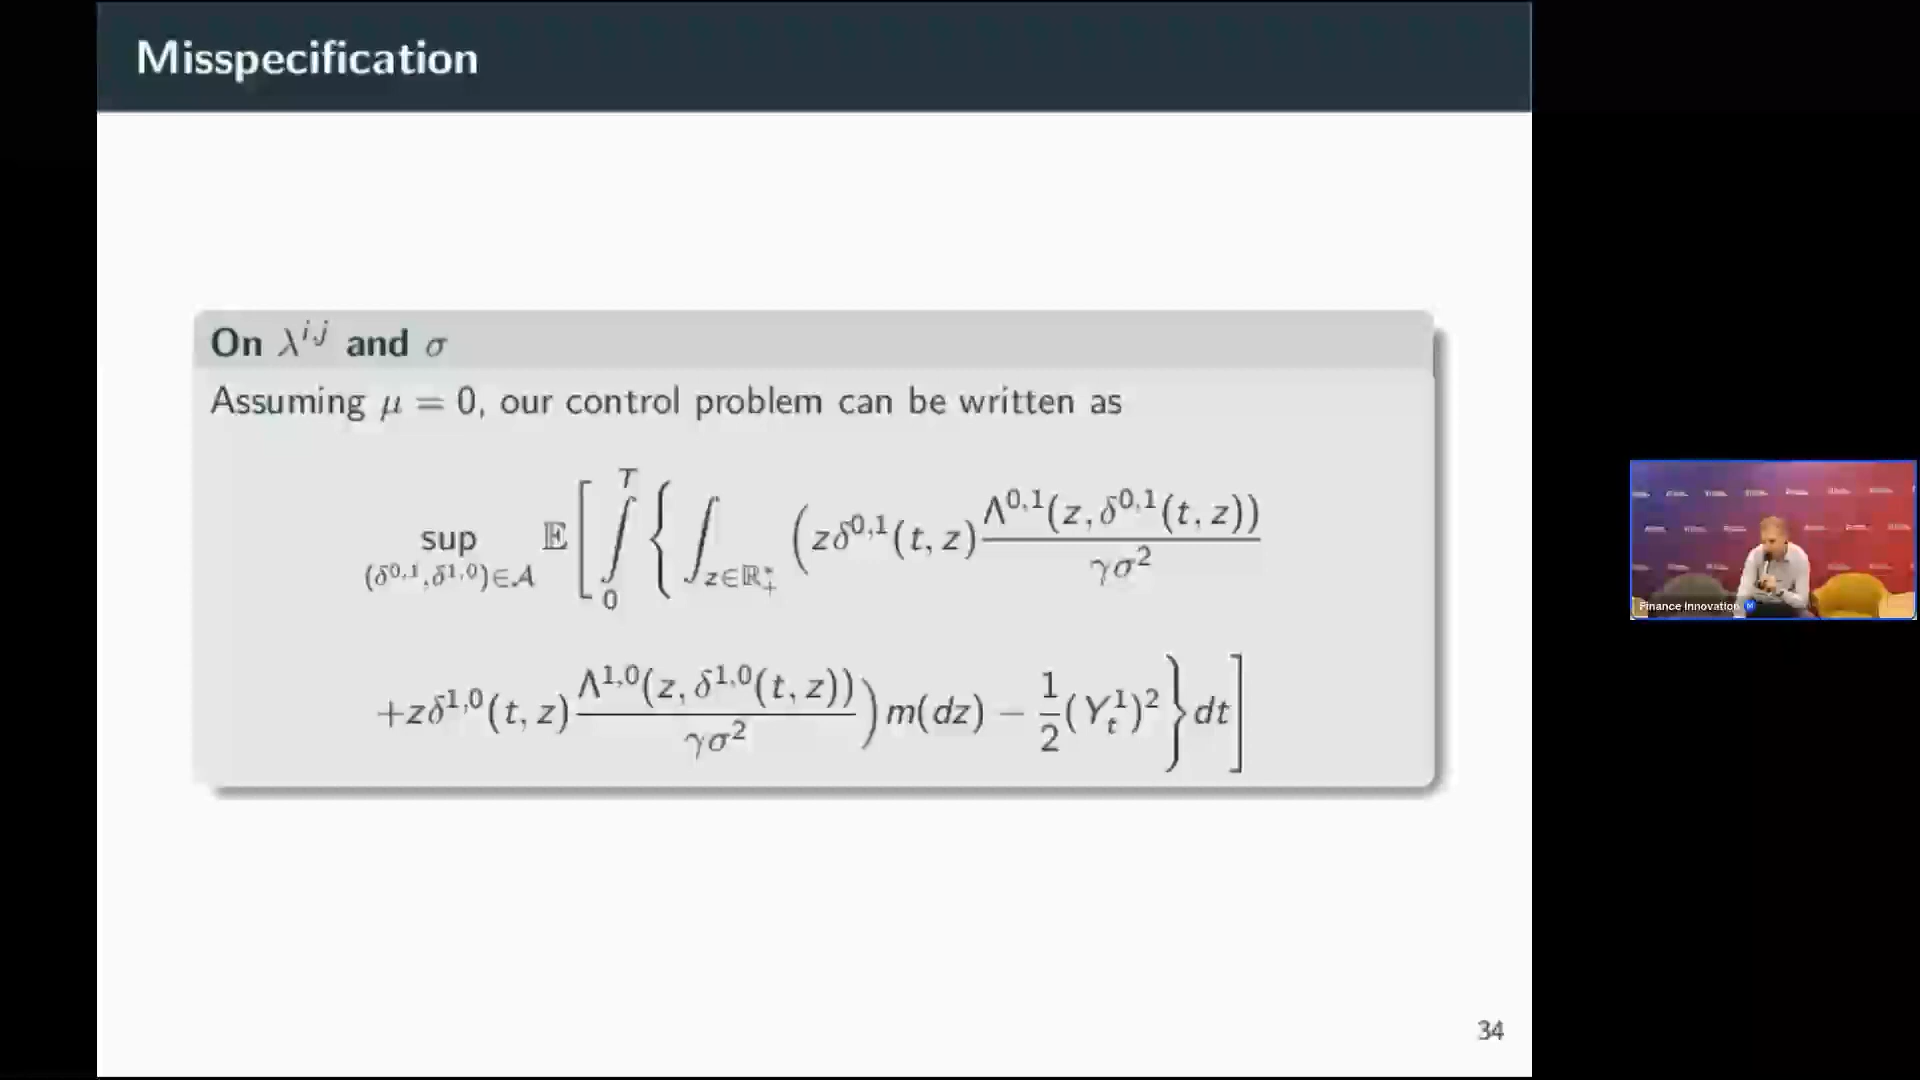 Misspecification
On λ^{i,j} and σ
Assuming μ = 0, our control problem can be written as
sup_{(δ^{0,1},δ^{1,0})∈𝒜} 𝔼[∫_0^T {∫_{z∈ℝ_+^*} (zδ^{0,1}(t, z) Λ^{0,1}(z, δ^{0,1}(t, z))/γσ^2
+zδ^{1,0}(t, z) Λ^{1,0}(z, δ^{1,0}(t, z))/γσ^2) m(dz) − 1/2 (Y_t^1)^2} dt]
34
Finance Innovation